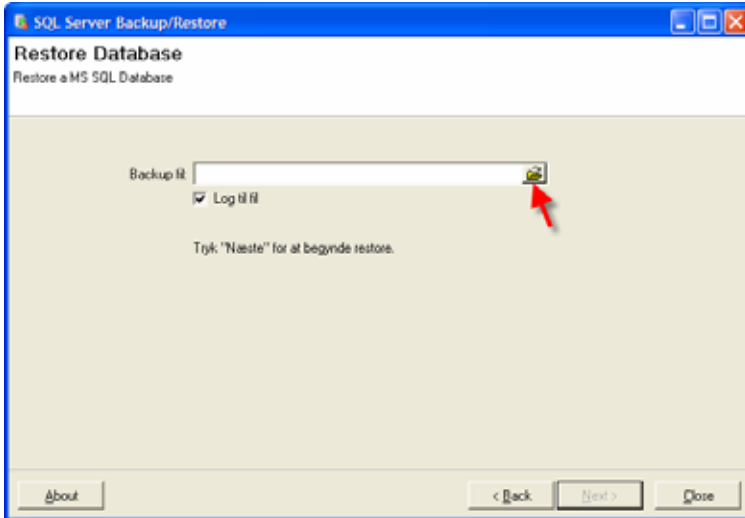 SQL Server Backup/Restore
Restore Database
Restore a MS SQL Database
Backup fil:
Log til fil
Tryk "Næste" for at begynde restore.
About
< Back
Next >
Close